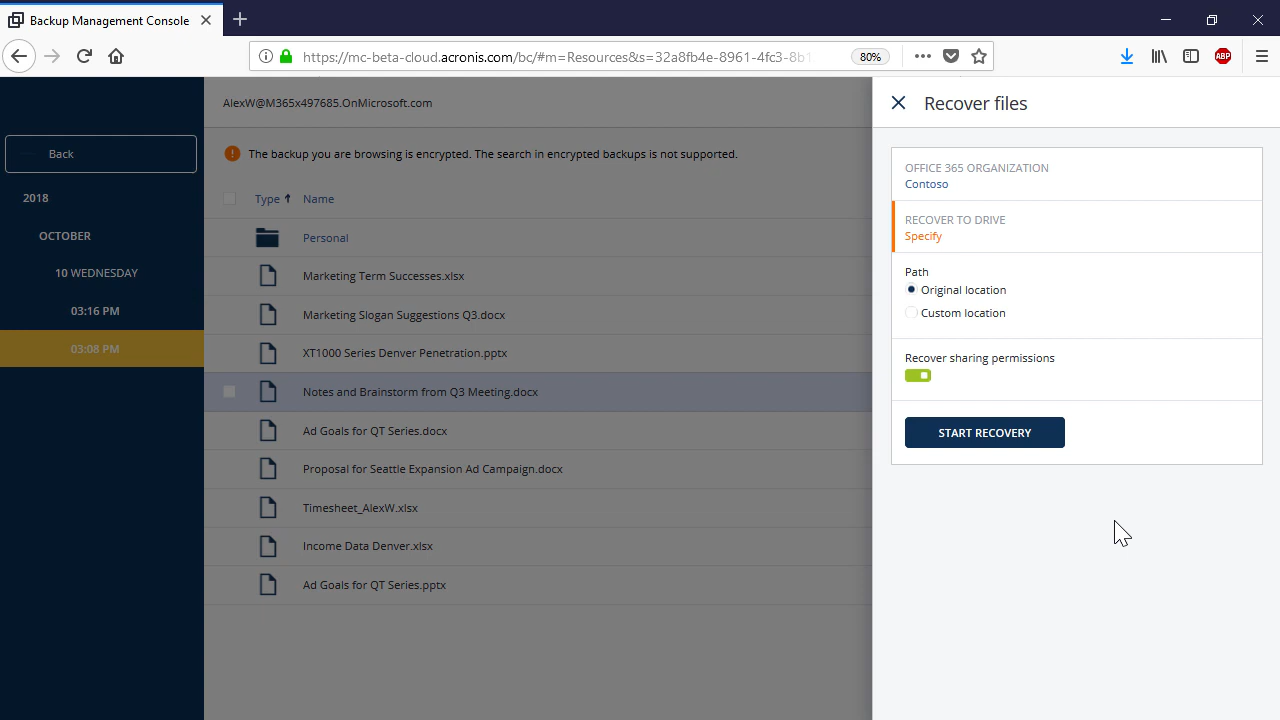 Backup Management Console
https://mc-beta-cloud.acronis.com/bc/#m=Resources&s=32a8fb4e-8961-4fc3-8b1
80%
ABP
Back
2018
OCTOBER
10 WEDNESDAY
03:16 PM
03:08 PM
AlexW@M365x497685.OnMicrosoft.com
The backup you are browsing is encrypted. The search in encrypted backups is not supported.
Type Name
Personal
Marketing Term Successes.xlsx
Marketing Slogan Suggestions Q3.docx
XT1000 Series Denver Penetration.pptx
Notes and Brainstorm from Q3 Meeting.docx
Ad Goals for QT Series.docx
Proposal for Seattle Expansion Ad Campaign.docx
Timesheet_AlexW.xlsx
Income Data Denver.xlsx
Ad Goals for QT Series.pptx
Recover files
OFFICE 365 ORGANIZATION
Contoso
RECOVER TO DRIVE
Specify
Path
Original location
Custom location
Recover sharing permissions
START RECOVERY